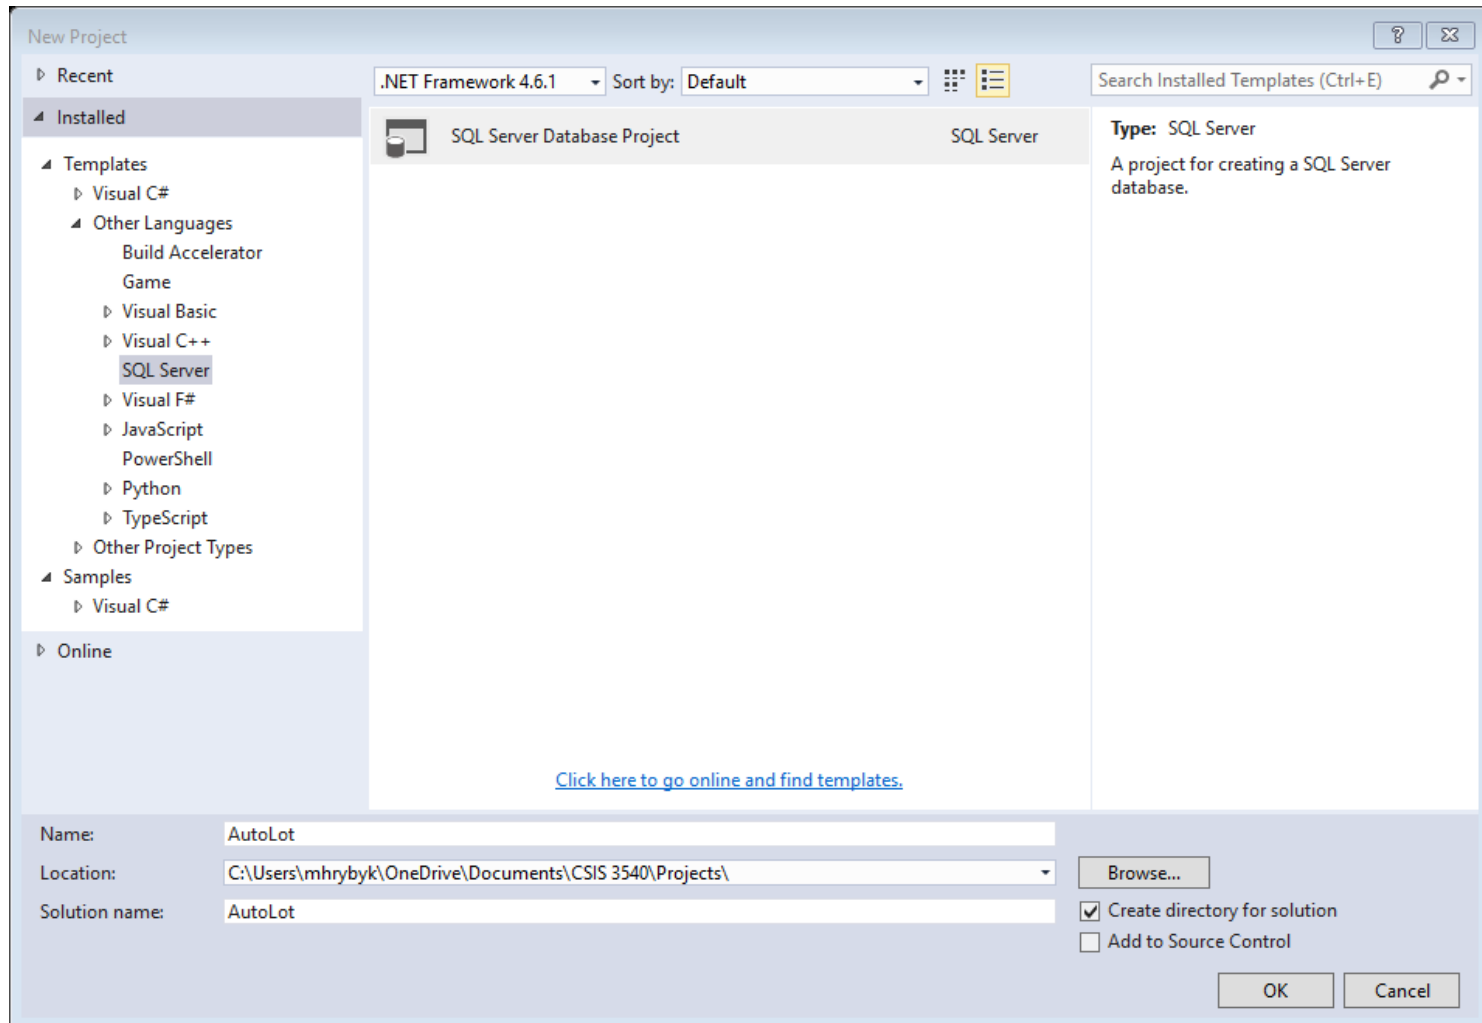 New Project
Recent
.NET Framework 4.6.1
Sort by:
Default
Search Installed Templates (Ctrl+E)
Installed
Templates
Visual C#
Other Languages
Build Accelerator
Game
Visual Basic
Visual C++
SQL Server
Visual F#
JavaScript
PowerShell
Python
TypeScript
Other Project Types
Samples
Visual C#
Online
SQL Server Database Project
SQL Server
Type: SQL Server
A project for creating a SQL Server
database.
Click here to go online and find templates.
Name:
AutoLot
Location:
C:\Users\mhrybyk\OneDrive\Documents\CSIS 3540\Projects\
Browse...
Solution name:
AutoLot
Create directory for solution
Add to Source Control
OK
Cancel